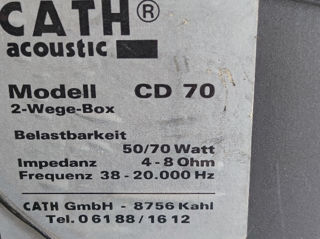 CATH®
acoustic
Modell CD 70
2-Wege-Box
Belastbarkeit
50/70 Watt
Impedanz 4-8 Ohm
Frequenz 38-20.000 Hz
CATH GmbH - 8756 Kahl
Tel. 0 61 88 / 16 12